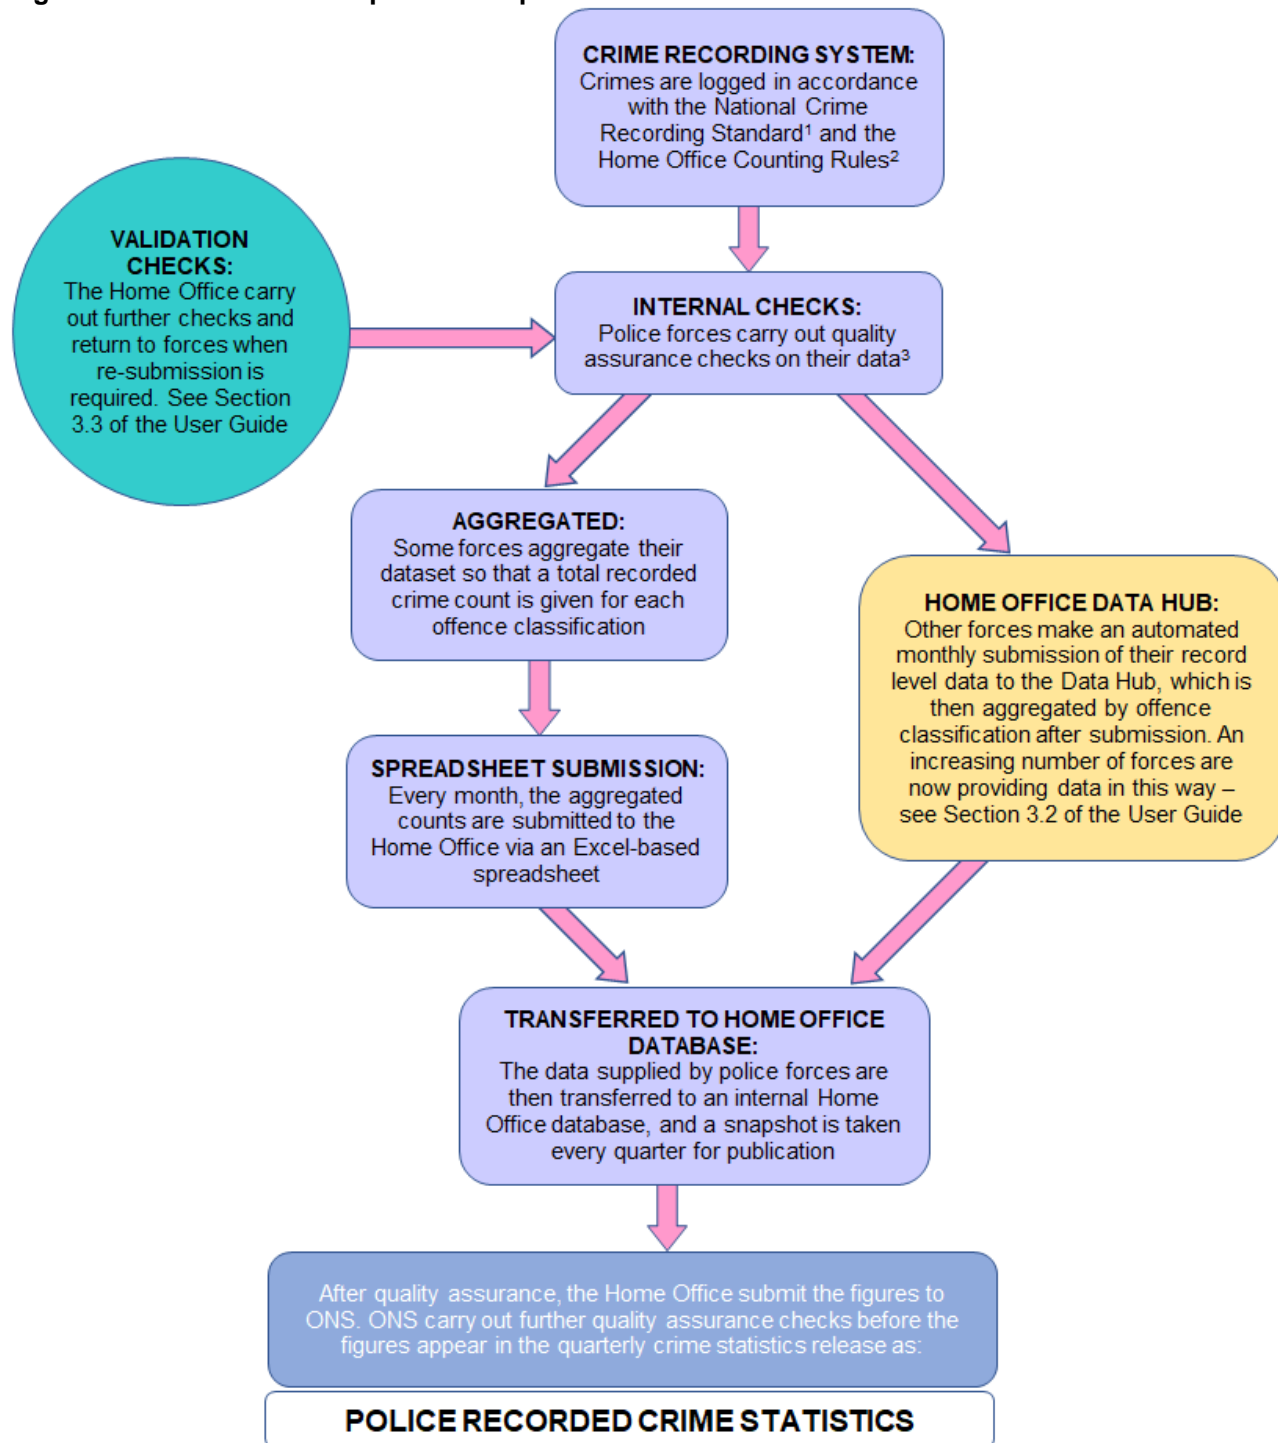 CRIME RECORDING SYSTEM:
Crimes are logged in accordance
with the National Crime
Recording Standard¹ and the
Home Office Counting Rules²
VALIDATION
CHECKS:
The Home Office carry
out further checks and
return to forces when
re-submission is
required. See Section
3.3 of the User Guide
INTERNAL CHECKS:
Police forces carry out quality
assurance checks on their data³
AGGREGATED:
Some forces aggregate their
dataset so that a total recorded
crime count is given for each
offence classification
HOME OFFICE DATA HUB:
Other forces make an automated
monthly submission of their record
level data to the Data Hub, which is
then aggregated by offence
classification after submission. An
increasing number of forces are
now providing data in this way –
see Section 3.2 of the User Guide
SPREADSHEET SUBMISSION:
Every month, the aggregated
counts are submitted to the
Home Office via an Excel-based
spreadsheet
TRANSFERRED TO HOME OFFICE
DATABASE:
The data supplied by police forces are
then transferred to an internal Home
Office database, and a snapshot is taken
every quarter for publication
After quality assurance, the Home Office submit the figures to
ONS. ONS carry out further quality assurance checks before the
figures appear in the quarterly crime statistics release as:
POLICE RECORDED CRIME STATISTICS